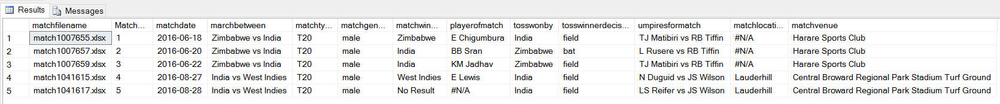 Results Messages
matchfilename Match... matchdate marchbetween matchty... matchgen... matchwin... playerofmatch tosswonby tosswinnerdecis... umpiresformatch matchlocati... matchvenue
1 match1007655.xlsx 1 2016-06-18 Zimbabwe vs India T20 male Zimbabwe E Chigumbura India field TJ Matibiri vs RB Tiffin #N/A Harare Sports Club
2 match1007657.xlsx 2 2016-06-20 Zimbabwe vs India T20 male India BB Sran Zimbabwe bat L Rusere vs RB Tiffin #N/A Harare Sports Club
3 match1007659.xlsx 3 2016-06-22 Zimbabwe vs India T20 male India KM Jadhav Zimbabwe field TJ Matibiri vs RB Tiffin #N/A Harare Sports Club
4 match1041615.xlsx 4 2016-08-27 India vs West Indies T20 male West Indies E Lewis India field N Duguid vs JS Wilson Lauderhill Central Broward Regional Park Stadium Turf Ground
5 match1041617.xlsx 5 2016-08-28 India vs West Indies T20 male No Result #N/A India field LS Reifer vs JS Wilson Lauderhill Central Broward Regional Park Stadium Turf Ground